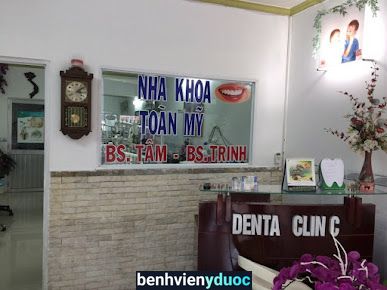 NHA KHOA
TOÀN MỸ
BS. TÂM - BS. TRINH
DENTA CLIN C
benhvienyduoc